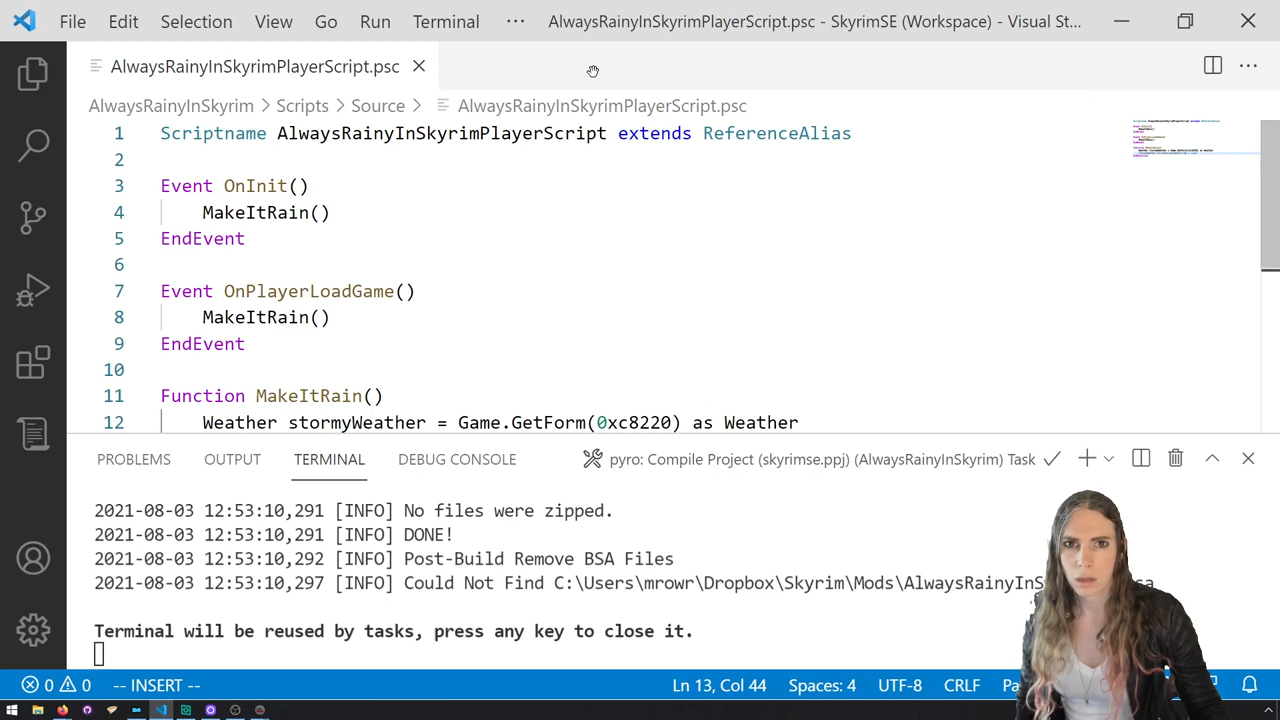 File Edit Selection View Go Run Terminal ··· AlwaysRainyInSkyrimPlayerScript.psc - SkyrimSE (Workspace) - Visual St...
AlwaysRainyInSkyrimPlayerScript.psc
AlwaysRainyInSkyrim > Scripts > Source > AlwaysRainyInSkyrimPlayerScript.psc
1 Scriptname AlwaysRainyInSkyrimPlayerScript extends ReferenceAlias
2
3 Event OnInit()
4 MakeItRain()
5 EndEvent
6
7 Event OnPlayerLoadGame()
8 MakeItRain()
9 EndEvent
10
11 Function MakeItRain()
12 Weather stormyWeather = Game.GetForm(0xc8220) as Weather
PROBLEMS OUTPUT TERMINAL DEBUG CONSOLE pyro: Compile Project (skyrimse.ppj) (AlwaysRainyInSkyrim) Task
2021-08-03 12:53:10,291 [INFO] No files were zipped.
2021-08-03 12:53:10,291 [INFO] DONE!
2021-08-03 12:53:10,292 [INFO] Post-Build Remove BSA Files
2021-08-03 12:53:10,297 [INFO] Could Not Find C:\Users\mrowr\Dropbox\Skyrim\Mods\AlwaysRainyInS
Terminal will be reused by tasks, press any key to close it.
0 0 -- INSERT -- Ln 13, Col 44 Spaces: 4 UTF-8 CRLF